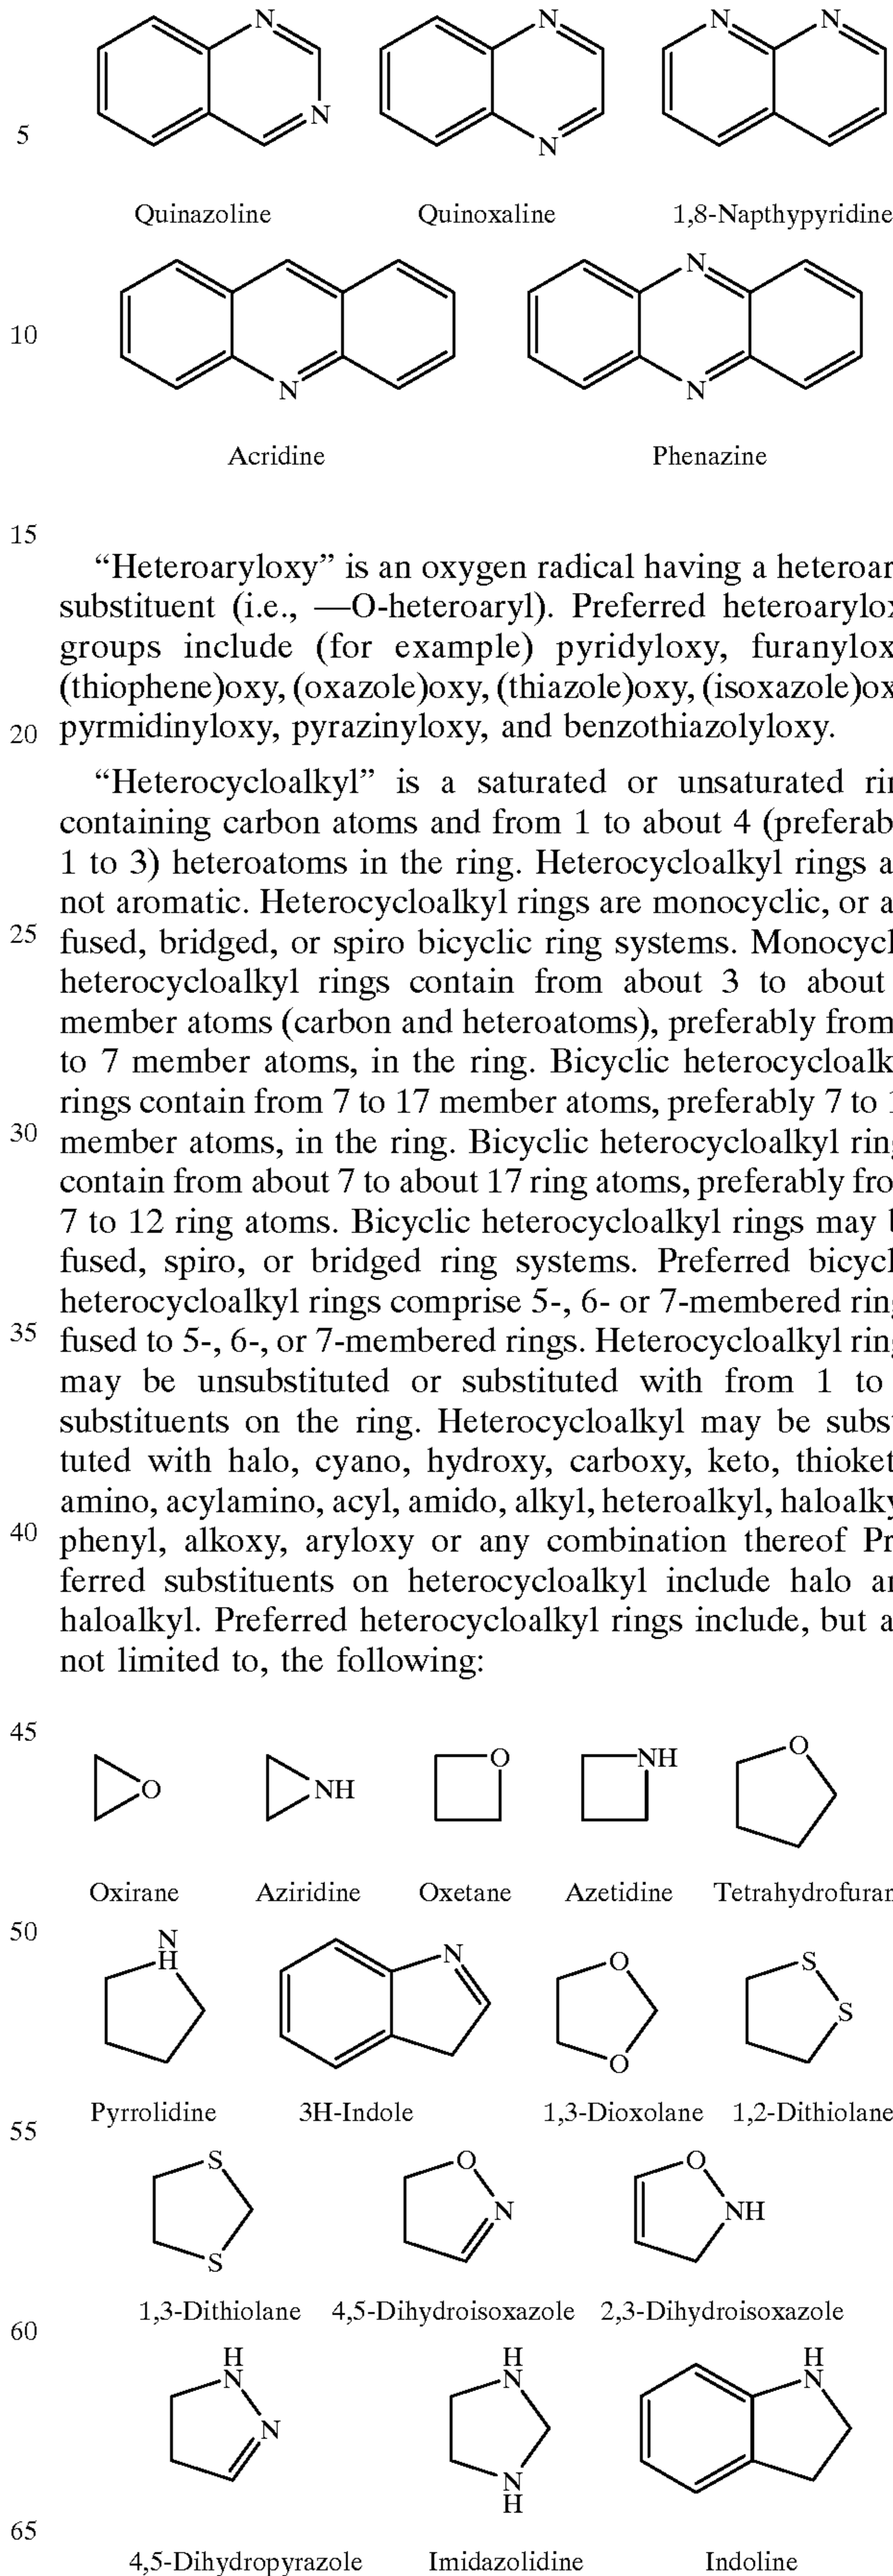 N N N N
5 N N
Quinazoline Quinoxaline 1,8-Napthypyridine
N
10
N N
Acridine Phenazine
15
“Heteroaryloxy” is an oxygen radical having a heteroar
substituent (i.e., —O-heteroaryl). Preferred heteroarylox
groups include (for example) pyridyloxy, furanylox
(thiophene)oxy, (oxazole)oxy, (thiazole)oxy, (isoxazole)ox
20 pyrmidinyloxy, pyrazinyloxy, and benzothiazolyloxy.
“Heterocycloalkyl” is a saturated or unsaturated rin
containing carbon atoms and from 1 to about 4 (preferab
1 to 3) heteroatoms in the ring. Heterocycloalkyl rings a
not aromatic. Heterocycloalkyl rings are monocyclic, or a
25 fused, bridged, or spiro bicyclic ring systems. Monocycl
heterocycloalkyl rings contain from about 3 to about
member atoms (carbon and heteroatoms), preferably from
to 7 member atoms, in the ring. Bicyclic heterocycloalk
rings contain from 7 to 17 member atoms, preferably 7 to 1
30 member atoms, in the ring. Bicyclic heterocycloalkyl ring
contain from about 7 to about 17 ring atoms, preferably fro
7 to 12 ring atoms. Bicyclic heterocycloalkyl rings may b
fused, spiro, or bridged ring systems. Preferred bicycl
heterocycloalkyl rings comprise 5-, 6- or 7-membered ring
35 fused to 5-, 6-, or 7-membered rings. Heterocycloalkyl ring
may be unsubstituted or substituted with from 1 to
substituents on the ring. Heterocycloalkyl may be subst
tuted with halo, cyano, hydroxy, carboxy, keto, thioket
amino, acylamino, acyl, amido, alkyl, heteroalkyl, haloalky
40 phenyl, alkoxy, aryloxy or any combination thereof Pr
ferred substituents on heterocycloalkyl include halo an
haloalkyl. Preferred heterocycloalkyl rings include, but a
not limited to, the following:
45
O NH O NH O
Oxirane Aziridine Oxetane Azetidine Tetrahydrofuran
50 N
H N O S
S
O
Pyrrolidine 3H-Indole 1,3-Dioxolane 1,2-Dithiolane
55
S O O
N NH
S
1,3-Dithiolane 4,5-Dihydroisoxazole 2,3-Dihydroisoxazole
60
H H H
N N N
N
N
H
65
4,5-Dihydropyrazole Imidazolidine Indoline